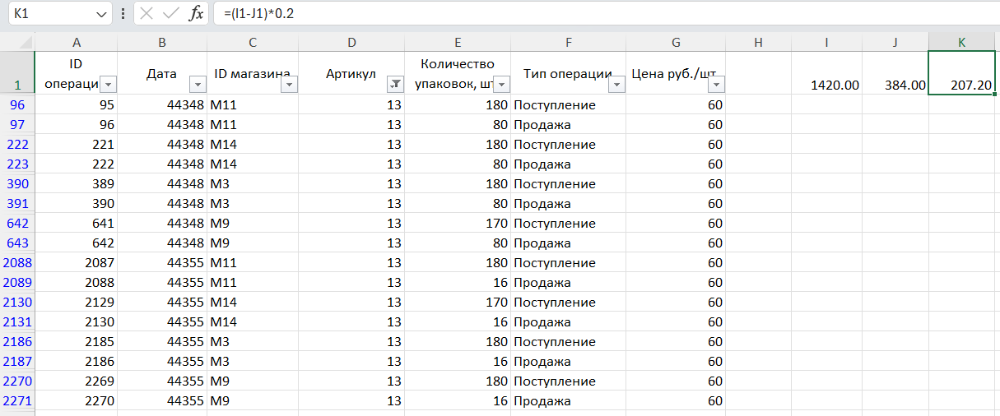 K1 fx =(I1-J1)*0.2
A B C D E F G H I J K
1 ID операци Дата ID магазина Артикул Количество упаковок, шт Тип операции Цена руб./шт 1420.00 384.00 207.20
96 95 44348 M11 13 180 Поступление 60
97 96 44348 M11 13 80 Продажа 60
222 221 44348 M14 13 180 Поступление 60
223 222 44348 M14 13 80 Продажа 60
390 389 44348 M3 13 180 Поступление 60
391 390 44348 M3 13 80 Продажа 60
642 641 44348 M9 13 170 Поступление 60
643 642 44348 M9 13 80 Продажа 60
2088 2087 44355 M11 13 180 Поступление 60
2089 2088 44355 M11 13 16 Продажа 60
2130 2129 44355 M14 13 170 Поступление 60
2131 2130 44355 M14 13 16 Продажа 60
2186 2185 44355 M3 13 180 Поступление 60
2187 2186 44355 M3 13 16 Продажа 60
2270 2269 44355 M9 13 180 Поступление 60
2271 2270 44355 M9 13 16 Продажа 60